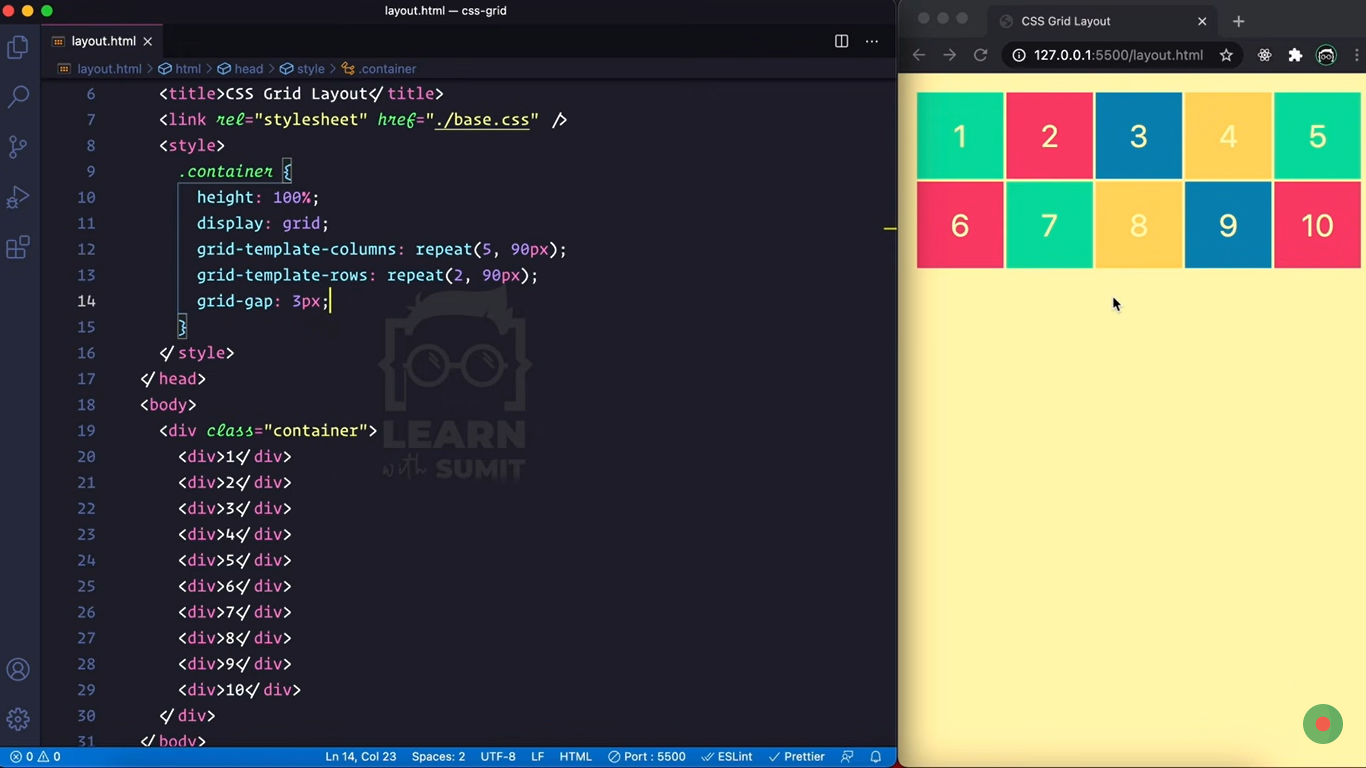 layout.html — css-grid
layout.html
layout.html > html > head > style > .container
6 <title>CSS Grid Layout</title>
7 <link rel="stylesheet" href="./base.css" />
8 <style>
9 .container {
10 height: 100%;
11 display: grid;
12 grid-template-columns: repeat(5, 90px);
13 grid-template-rows: repeat(2, 90px);
14 grid-gap: 3px;
15 }
16 </style>
17 </head>
18 <body>
19 <div class="container">
20 <div>1</div>
21 <div>2</div>
22 <div>3</div>
23 <div>4</div>
24 <div>5</div>
25 <div>6</div>
26 <div>7</div>
27 <div>8</div>
28 <div>9</div>
29 <div>10</div>
30 </div>
31 </body>
LEARN
with SUMIT
0 0 Ln 14, Col 23 Spaces: 2 UTF-8 LF HTML Port : 5500 ESLint Prettier
CSS Grid Layout
127.0.0.1:5500/layout.html
1 2 3 4 5
6 7 8 9 10